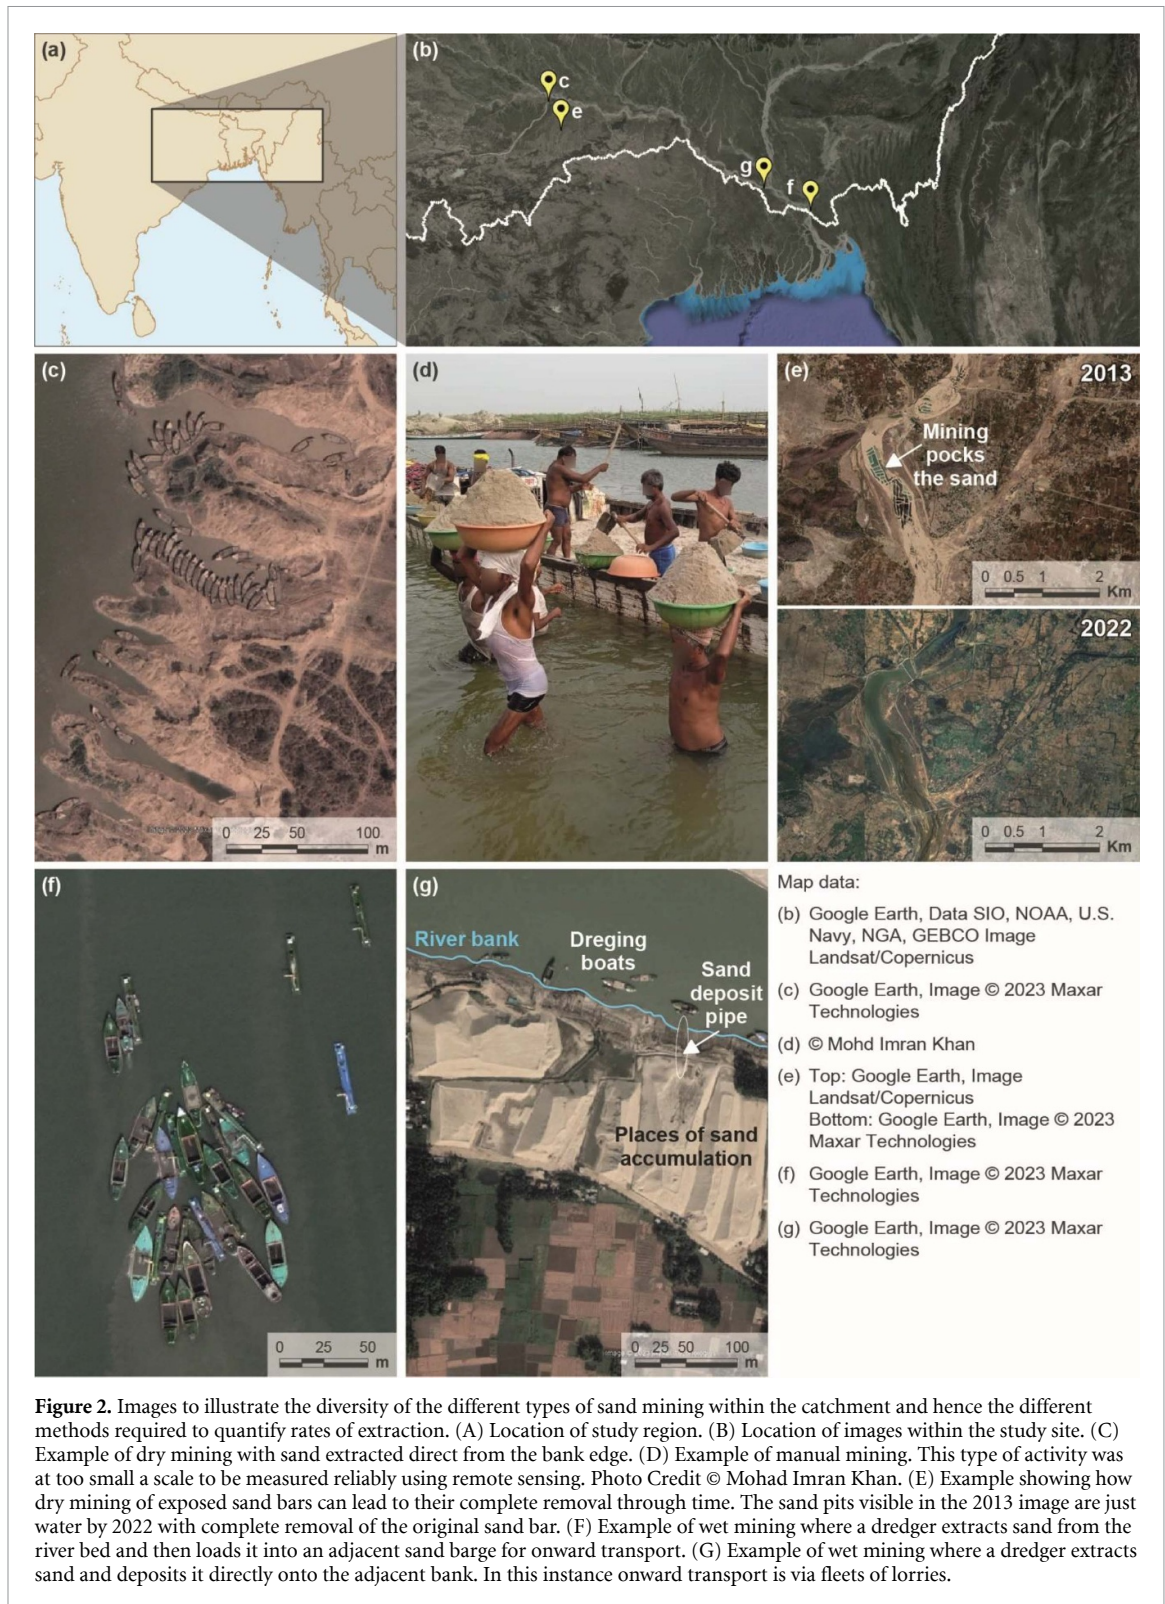 (a)
(b)
c
e
g
f
(c)
0 25 50 100
m
(d)
(e)
2013
Mining
pocks
the sand
0 0.5 1 2
Km
2022
0 0.5 1 2
Km
(f)
0 25 50
m
(g)
River bank
Dreging
boats
Sand
deposit
pipe
Places of sand
accumulation
0 25 50 100
m
Map data:
(b) Google Earth, Data SIO, NOAA, U.S.
Navy, NGA, GEBCO Image
Landsat/Copernicus
(c) Google Earth, Image © 2023 Maxar
Technologies
(d) © Mohd Imran Khan
(e) Top: Google Earth, Image
Landsat/Copernicus
Bottom: Google Earth, Image © 2023
Maxar Technologies
(f) Google Earth, Image © 2023 Maxar
Technologies
(g) Google Earth, Image © 2023 Maxar
Technologies
Figure 2. Images to illustrate the diversity of the different types of sand mining within the catchment and hence the different
methods required to quantify rates of extraction. (A) Location of study region. (B) Location of images within the study site. (C)
Example of dry mining with sand extracted direct from the bank edge. (D) Example of manual mining. This type of activity was
at too small a scale to be measured reliably using remote sensing. Photo Credit © Mohad Imran Khan. (E) Example showing how
dry mining of exposed sand bars can lead to their complete removal through time. The sand pits visible in the 2013 image are just
water by 2022 with complete removal of the original sand bar. (F) Example of wet mining where a dredger extracts sand from the
river bed and then loads it into an adjacent sand barge for onward transport. (G) Example of wet mining where a dredger extracts
sand and deposits it directly onto the adjacent bank. In this instance onward transport is via fleets of lorries.